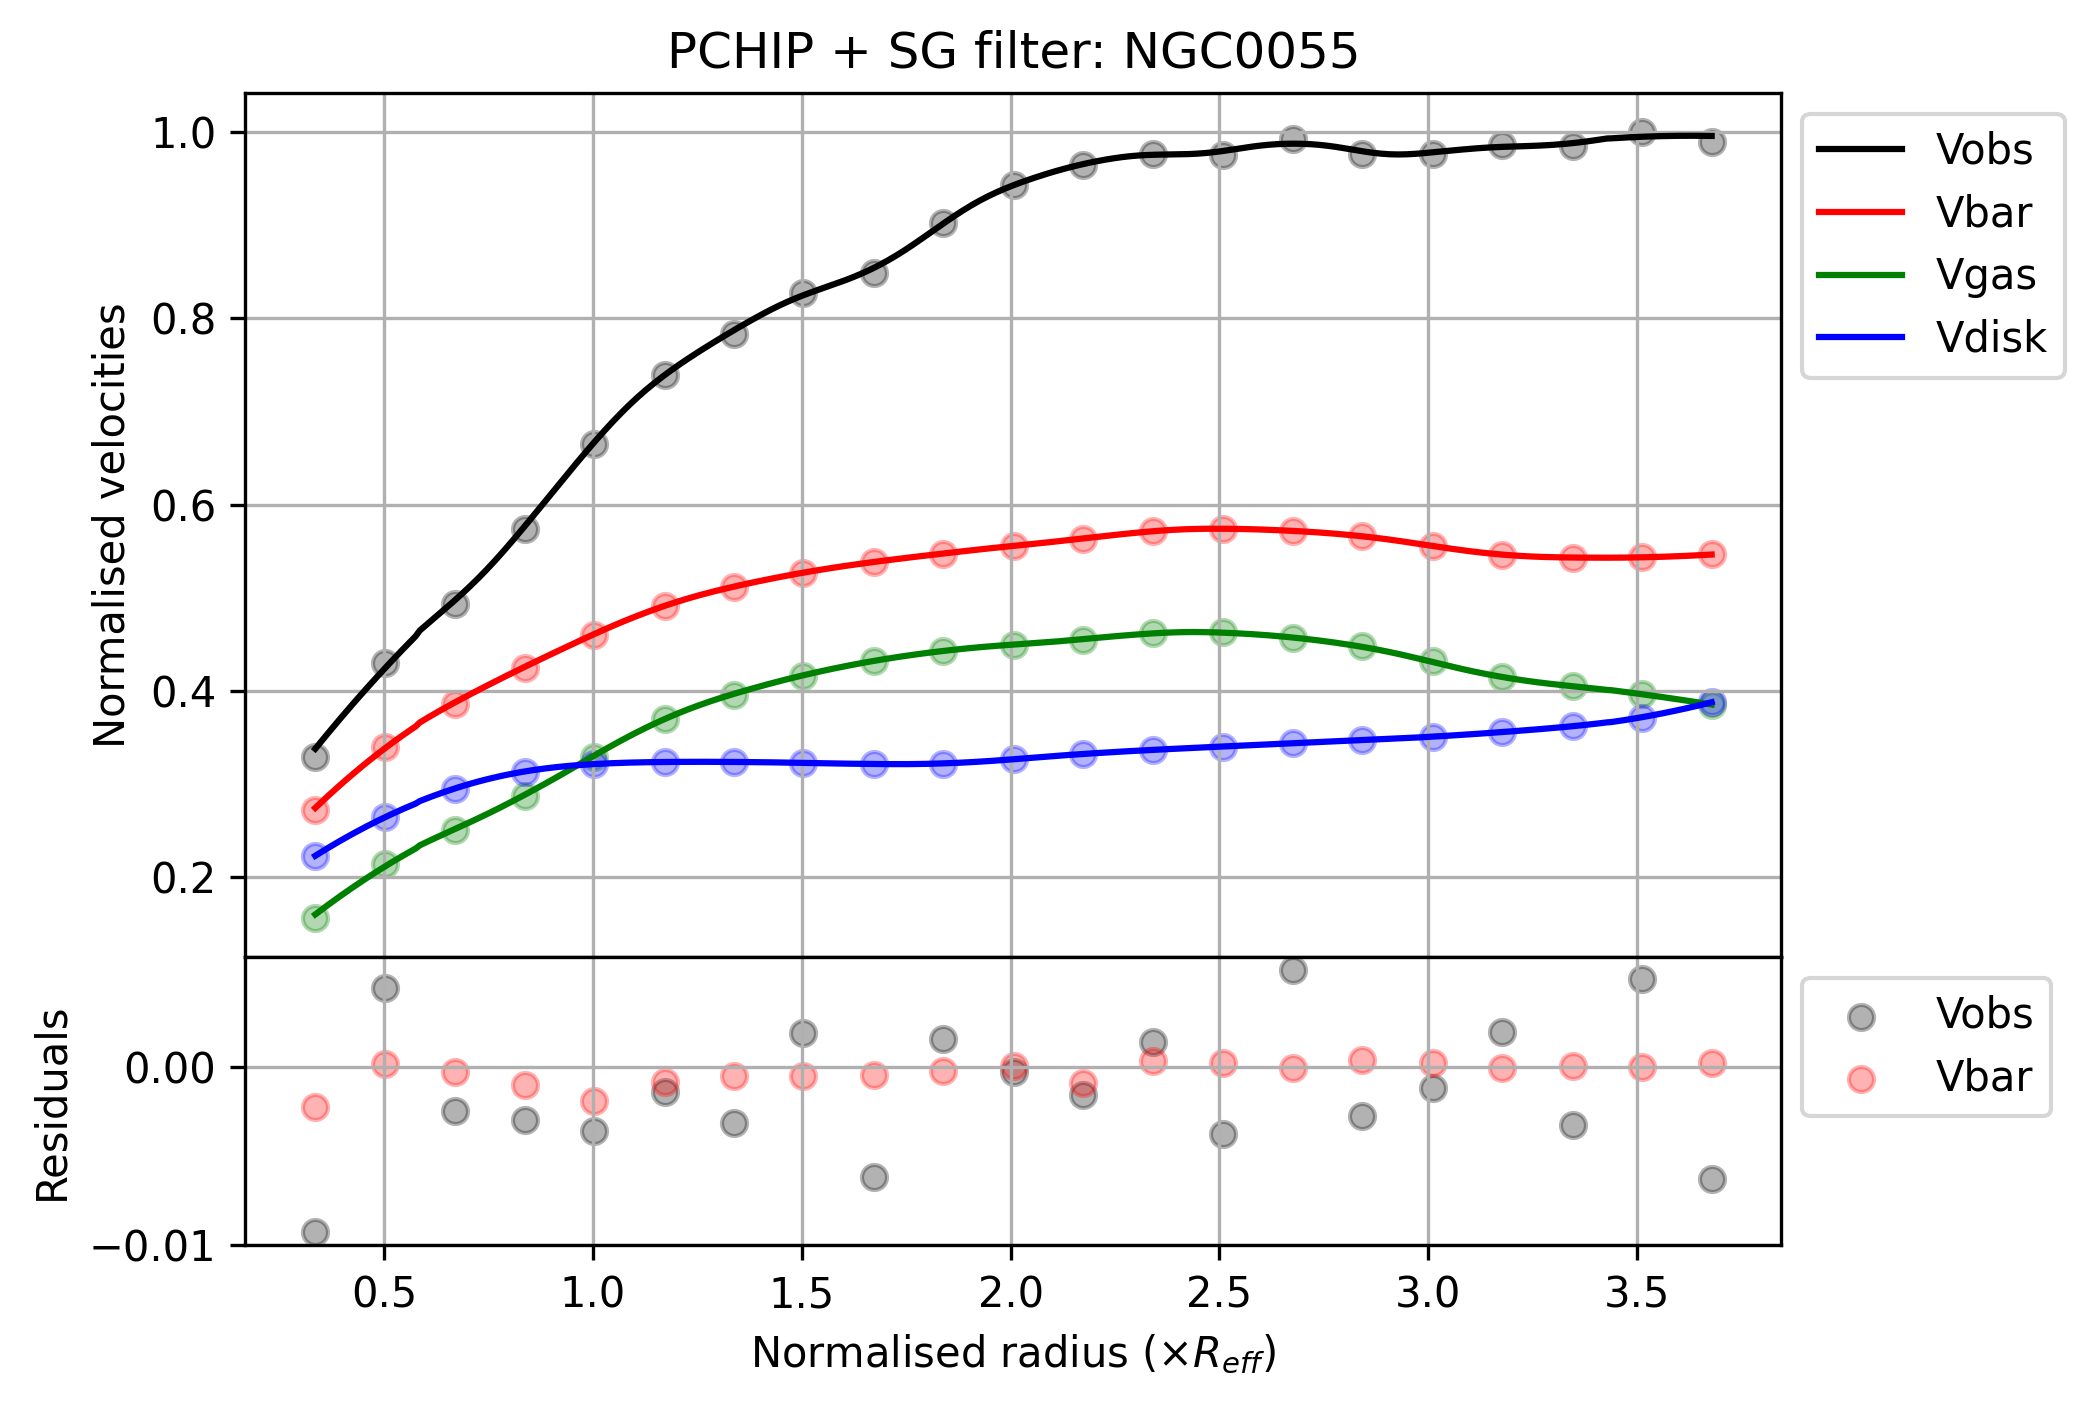 PCHIP + SG filter: NGC0055
Normalised velocities
1.0
0.8
0.6
0.4
0.2
Vobs
Vbar
Vgas
Vdisk
Residuals
0.00
−0.01
Vobs
Vbar
0.5 1.0 1.5 2.0 2.5 3.0 3.5
Normalised radius (×R_eff)